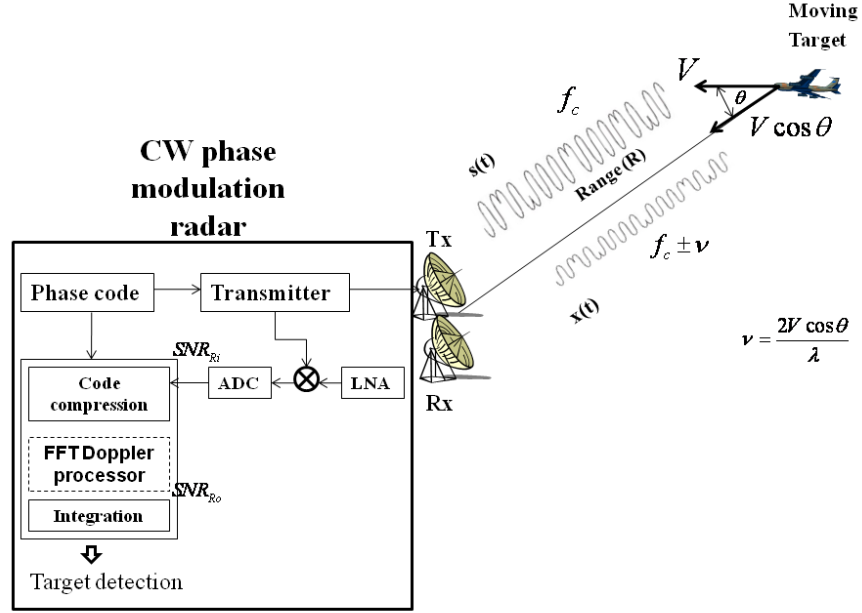 Moving
Target
V
θ
V cos θ
f_c
s(t)
Range (R)
f_c ± ν
x(t)
ν = 2V cos θ / λ
CW phase
modulation
radar
Tx
Phase code
Transmitter
SNR_Ri
Code
compression
ADC
LNA
Rx
FFT Doppler
processor
SNR_Ro
Integration
Target detection